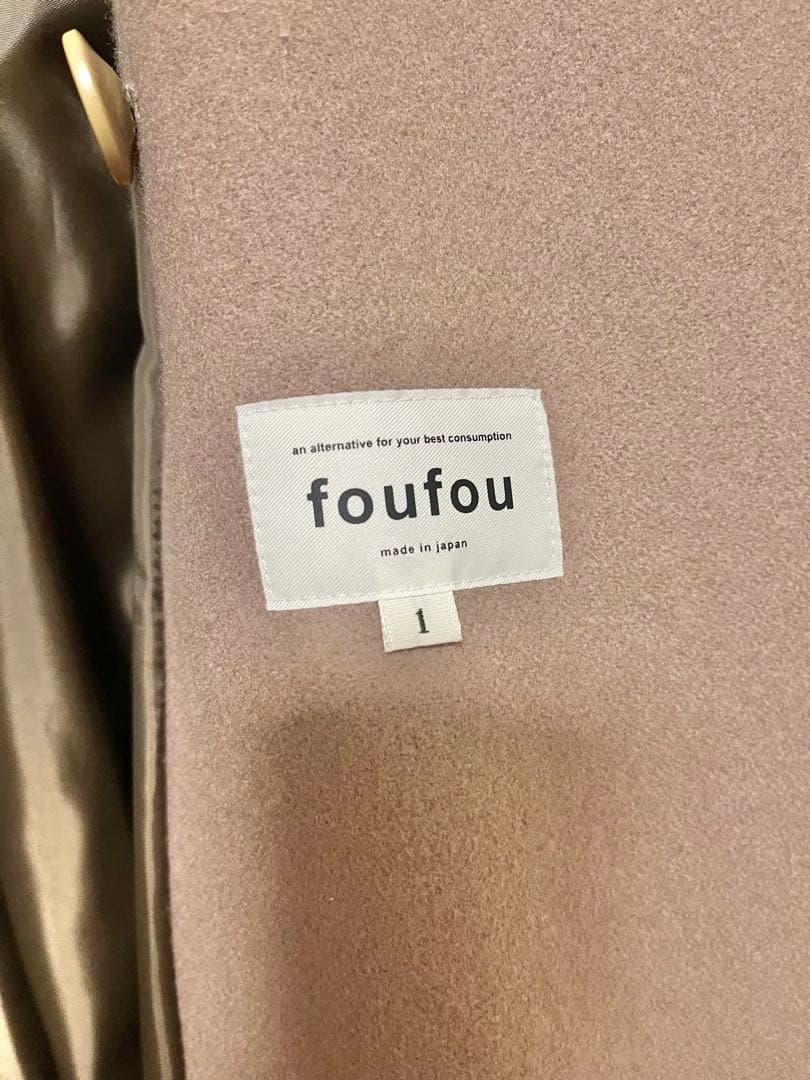 an alternative for your best consumption
foufou
made in japan
1